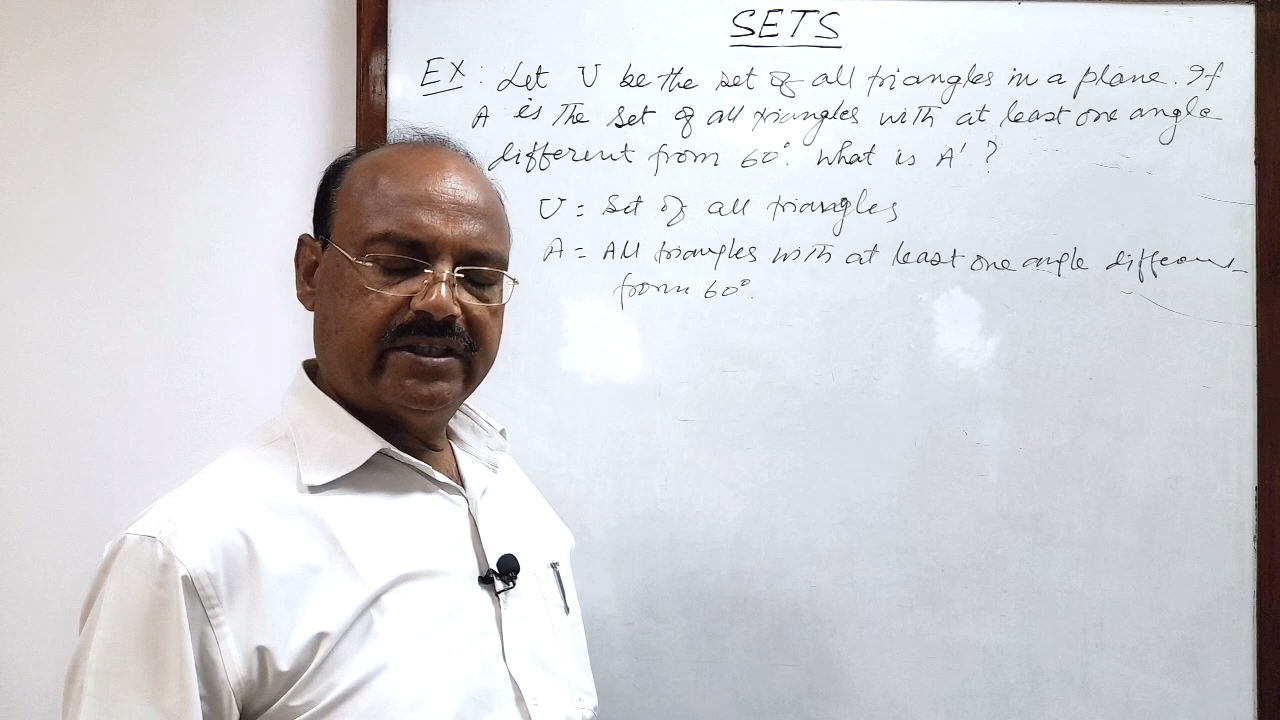 SETS
EX: Let U be the set of all triangles in a plane. If
A is the set of all triangles with at least one angle
different from 60°. What is A' ?
U = Set of all triangles
A = All triangles with at least one angle different
from 60°.